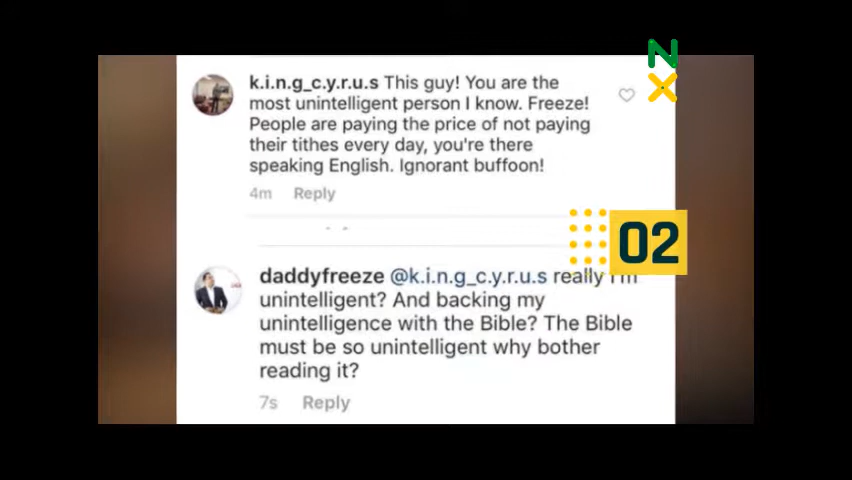 NX
k.i.n.g_c.y.r.u.s This guy! You are the
most unintelligent person I know. Freeze!
People are paying the price of not paying
their tithes every day, you're there
speaking English. Ignorant buffoon!
4m Reply
02
daddyfreeze @k.i.n.g_c.y.r.u.s really I'm
unintelligent? And backing my
unintelligence with the Bible? The Bible
must be so unintelligent why bother
reading it?
7s Reply